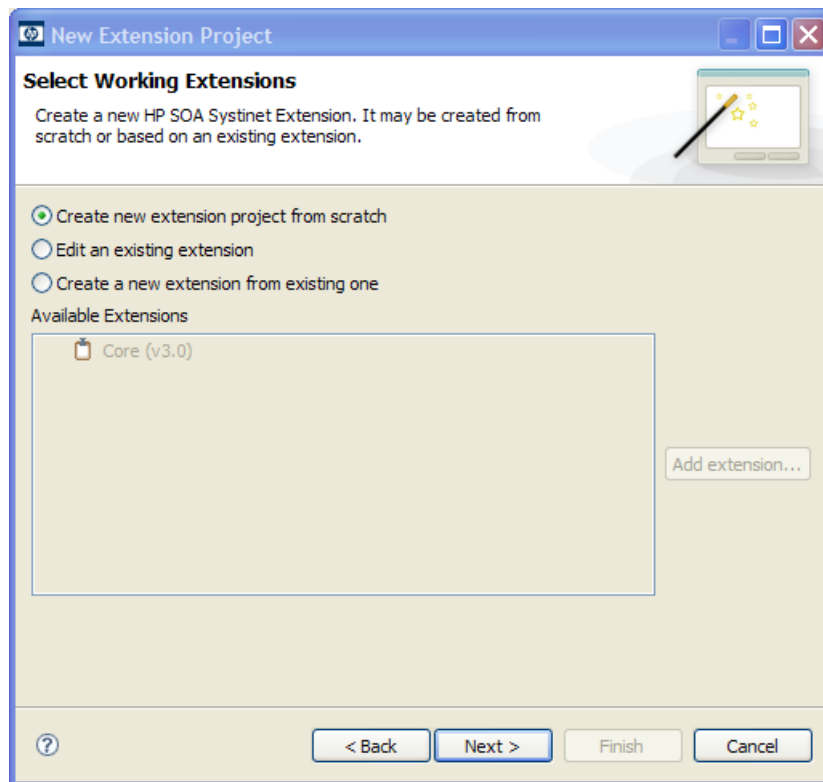 New Extension Project
Select Working Extensions
Create a new HP SOA Systinet Extension. It may be created from
scratch or based on an existing extension.
Create new extension project from scratch
Edit an existing extension
Create a new extension from existing one
Available Extensions
Core (v3.0)
Add extension...
?
< Back Next > Finish Cancel